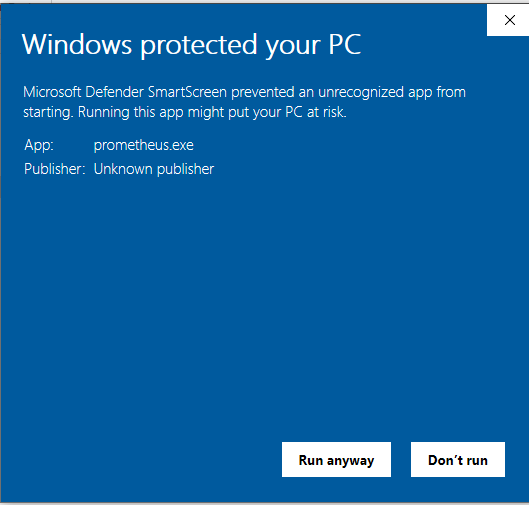 Windows protected your PC
Microsoft Defender SmartScreen prevented an unrecognized app from
starting. Running this app might put your PC at risk.
App: prometheus.exe
Publisher: Unknown publisher
Run anyway Don't run